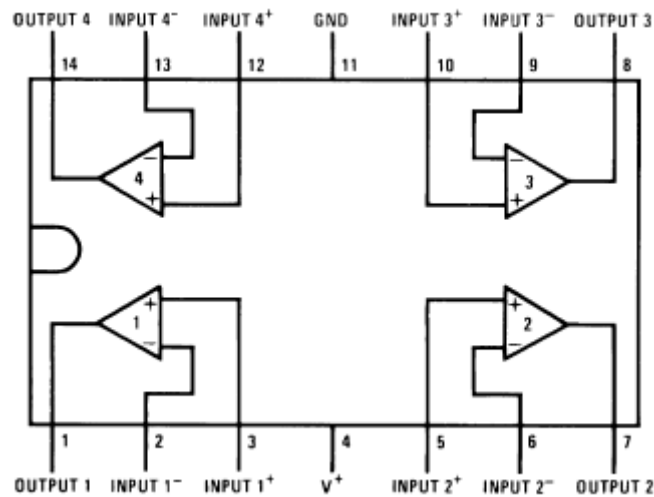 OUTPUT 4 INPUT 4⁻ INPUT 4⁺ GND INPUT 3⁺ INPUT 3⁻ OUTPUT 3
14 13 12 11 10 9 8
− −
4 3
+ +
+ +
1 2
− −
1 2 3 4 5 6 7
OUTPUT 1 INPUT 1⁻ INPUT 1⁺ V⁺ INPUT 2⁺ INPUT 2⁻ OUTPUT 2